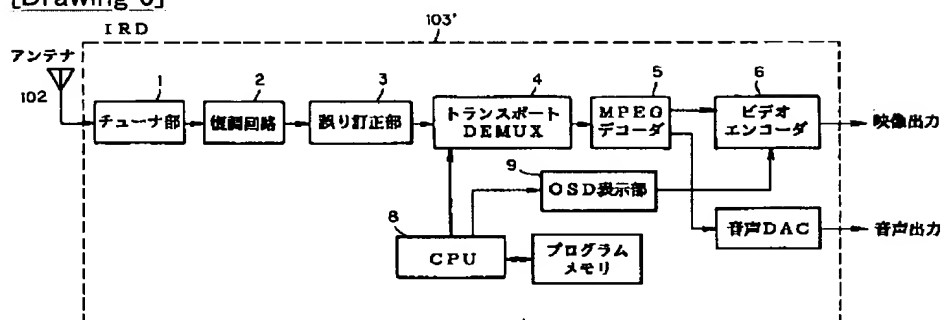 IRD
103'
アンテナ
102
1
チューナ部
2
復調回路
3
誤り訂正部
4
トランスポート
DEMUX
5
MPEG
デコーダ
6
ビデオ
エンコーダ
映像出力
9
OSD表示部
音声DAC
音声出力
8
CPU
プログラム
メモリ